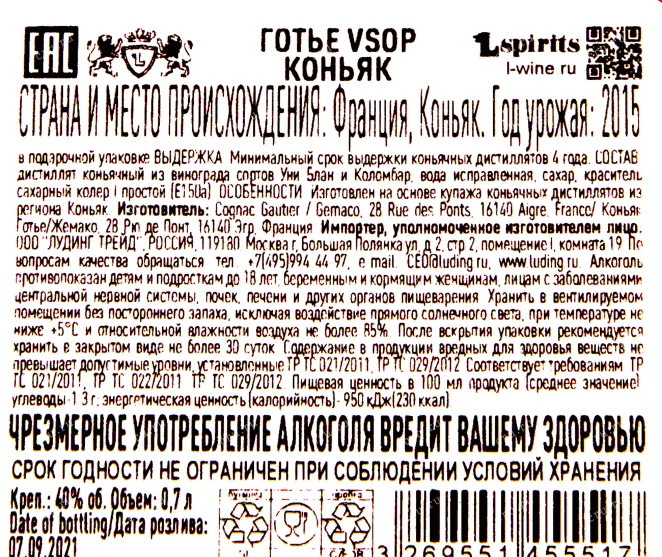 ЕАС
ГОТЬЕ VSOP
КОНЬЯК
Lspirits
l-wine ru
СТРАНА И МЕСТО ПРОИСХОЖДЕНИЯ: Франция, Коньяк. Год урожая: 2015
в подарочной упаковке ВЫДЕРЖКА Минимальный срок выдержки коньячных дистиллятов 4 года. СОСТАВ
дистиллят коньячный из винограда сортов Уни Блан и Коломбар, вода исправленная, сахар, краситель
сахарный колер I простой (E150a) ОСОБЕННОСТИ Изготовлен на основе купажа коньячных дистиллятов из
региона Коньяк. Изготовитель: Cognac Gautier / Gemaco, 28 Rue des Ponts, 16140 Aigre, France/ Коньяк
Готье/Жемако, 28 Рю де Понт, 16140 Эгр, Франция Импортер, уполномоченное изготовителем лицо:
ООО "ЛУДИНГ ТРЕЙД", РОССИЯ, 119180 Москва г, Большая Полянка ул, д 2, стр 2, помещение I, комната 19 По
вопросам качества обращаться тел +7(495)994 44 97, e mail. CEO@luding ru, www luding ru. Алкоголь
противопоказан детям и подросткам до 18 лет, беременным и кормящим женщинам, лицам с заболеваниями
центральной нервной системы, почек, печени и других органов пищеварения Хранить в вентилируемом
помещении без постороннего запаха, исключая воздействие прямого солнечного света, при температуре не
ниже +5°С и относительной влажности воздуха не более 85% После вскрытия упаковки рекомендуется
хранить в закрытом виде не более 30 суток Содержание в продукции вредных для здоровья веществ не
превышает допустимые уровни, установленные ТР ТС 021/2011, ТР ТС 029/2012 Соответствует требованиям ТР
ТС 021/2011, ТР ТС 022/2011 ТР ТС 029/2012. Пищевая ценность в 100 мл продукта (среднее значение)
углеводы-1 3 г, энергетическая ценность (калорийность)- 950 кДж(230 ккал)
ЧРЕЗМЕРНОЕ УПОТРЕБЛЕНИЕ АЛКОГОЛЯ ВРЕДИТ ВАШЕМУ ЗДОРОВЬЮ
СРОК ГОДНОСТИ НЕ ОГРАНИЧЕН ПРИ СОБЛЮДЕНИИ УСЛОВИЙ ХРАНЕНИЯ
Креп.: 40% об. Объем: 0,7 л
Date of bottling/Дата розлива:
07.09.2021
3 269551 455517